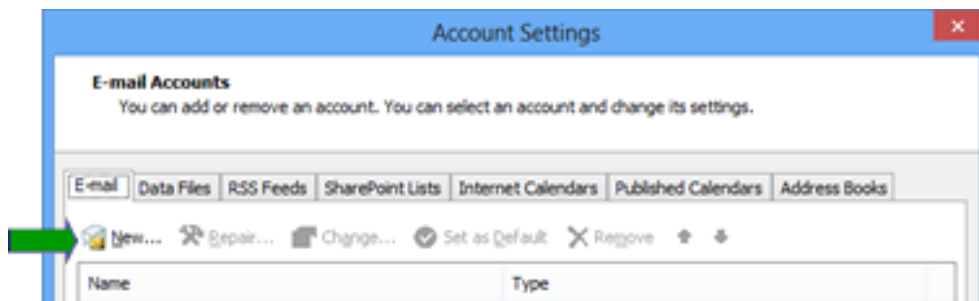 Account Settings
E-mail Accounts
You can add or remove an account. You can select an account and change its settings.
E-mail Data Files RSS Feeds SharePoint Lists Internet Calendars Published Calendars Address Books
New... Repair... Change... Set as Default Remove
Name Type